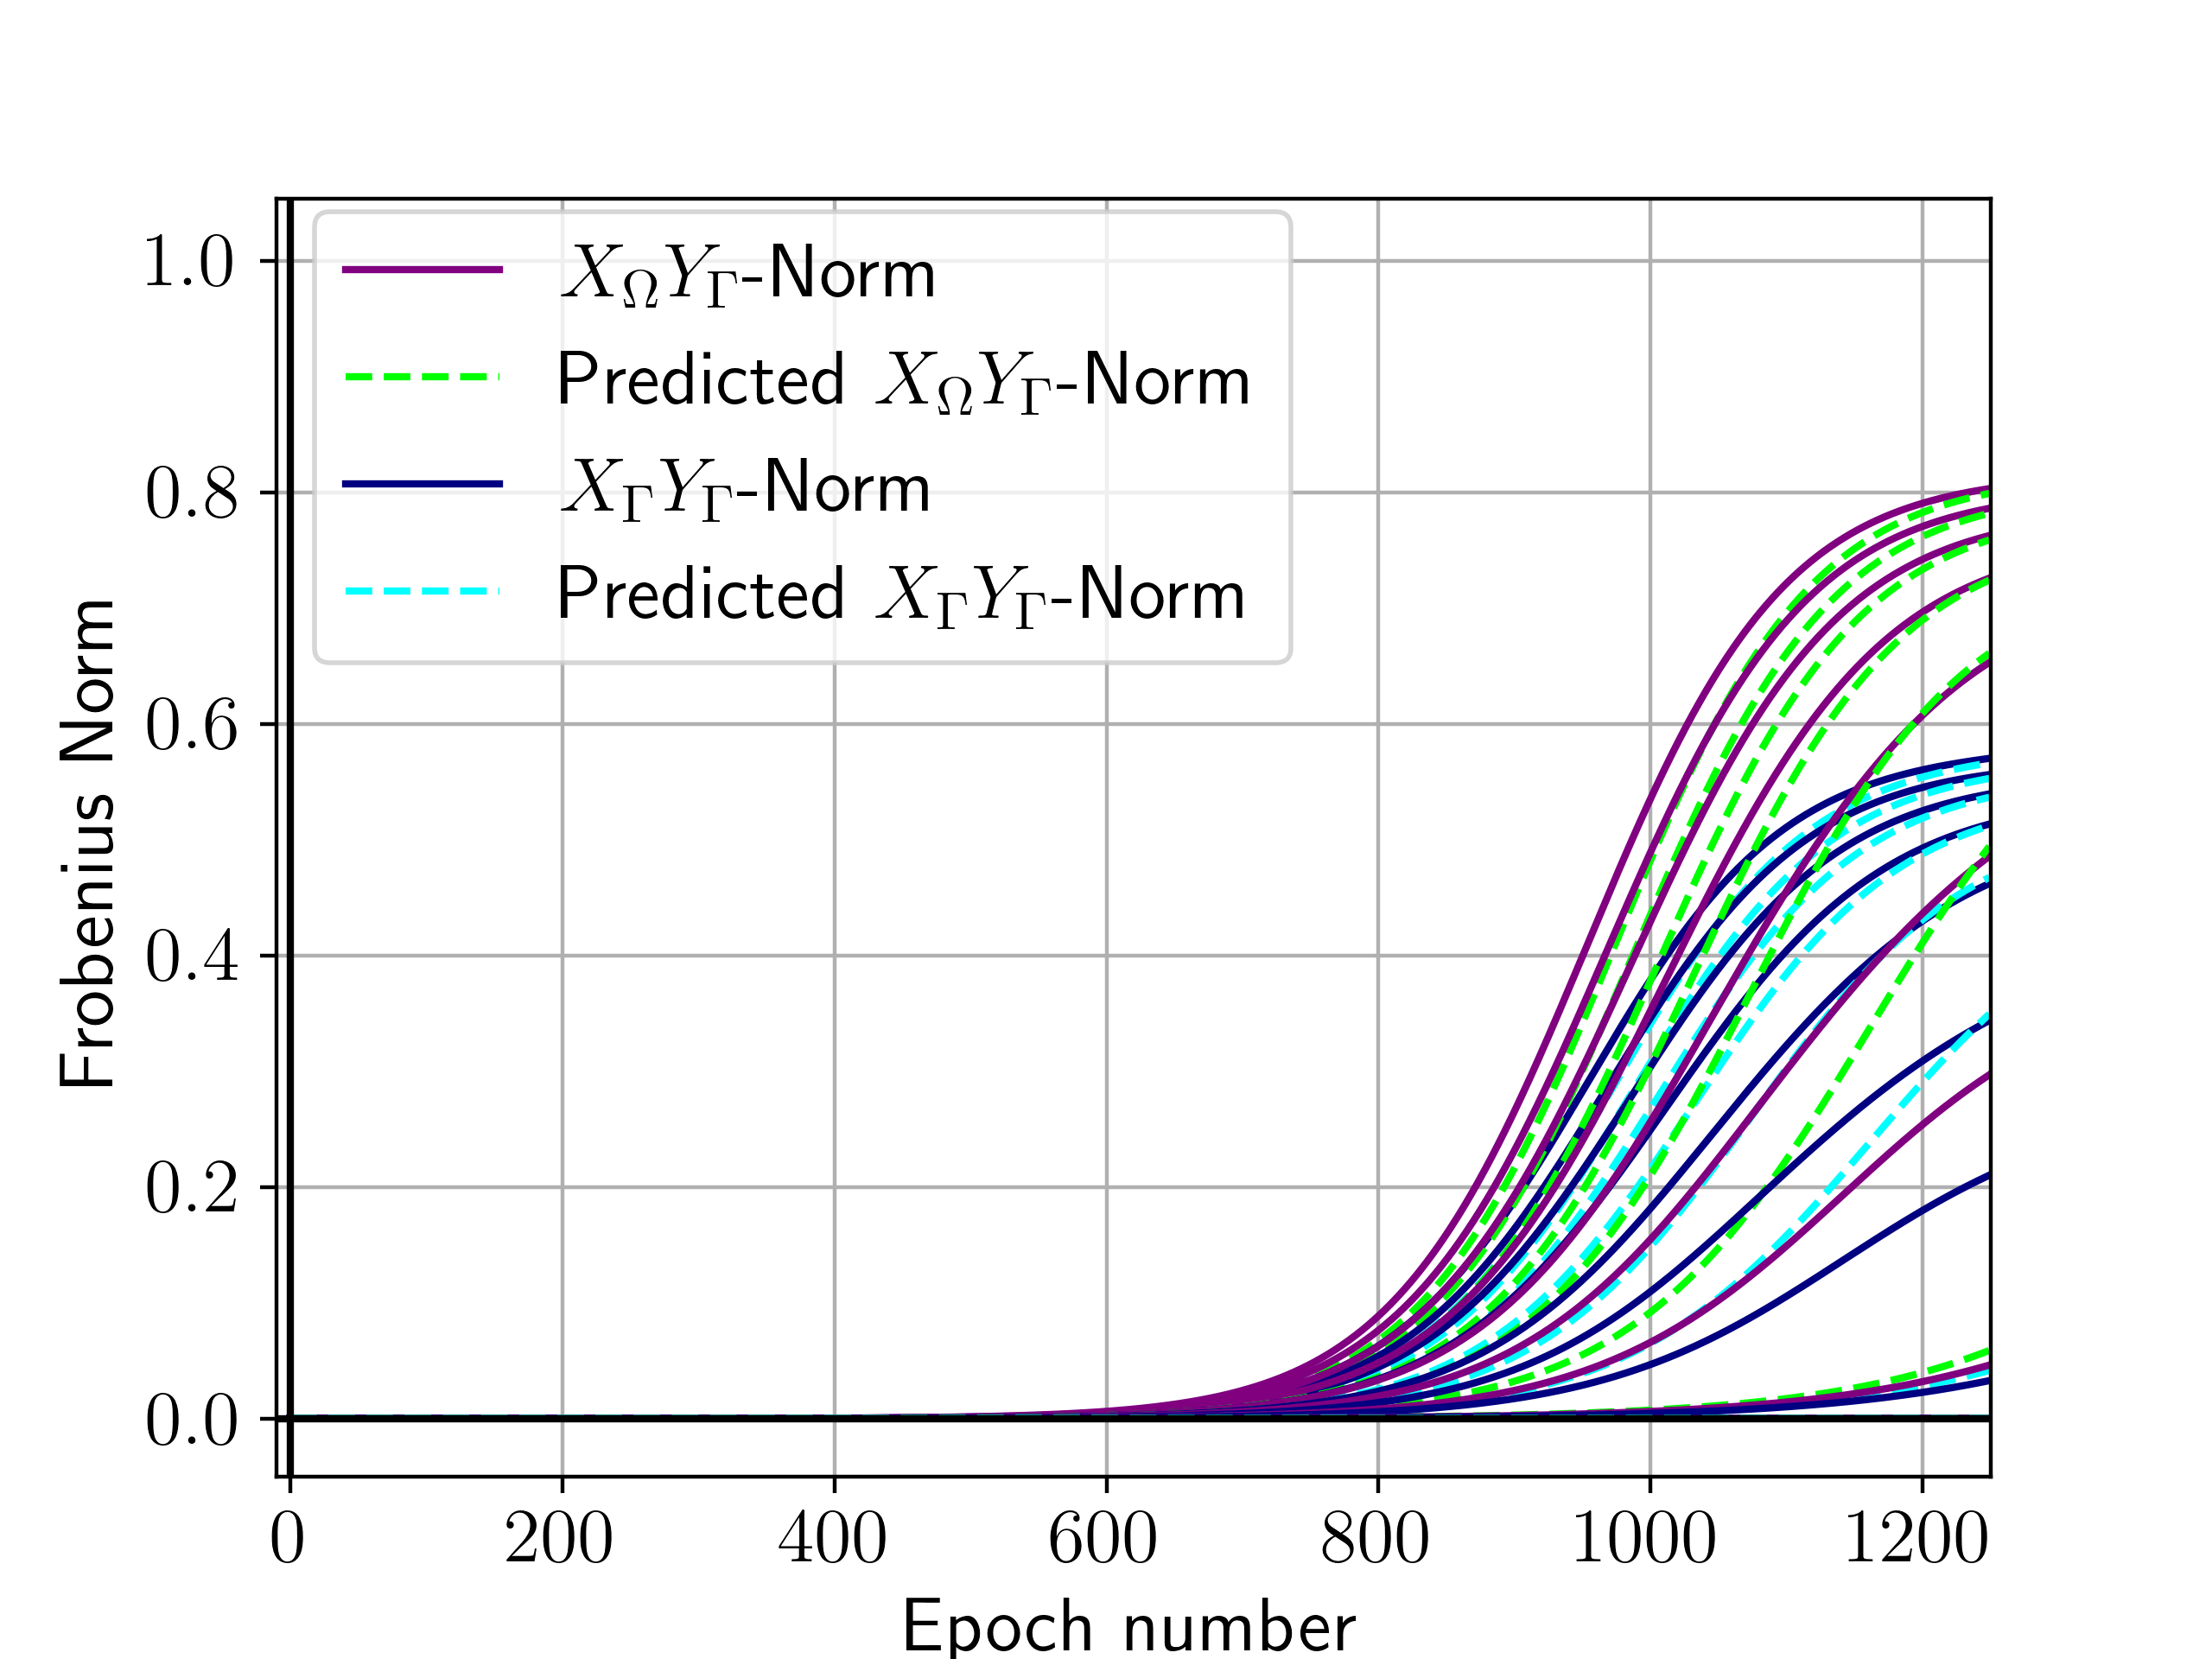 X_Ω Y_Γ-Norm
Predicted X_Ω Y_Γ-Norm
X_Γ Y_Γ-Norm
Predicted X_Γ Y_Γ-Norm
Frobenius Norm
1.0
0.8
0.6
0.4
0.2
0.0
0 200 400 600 800 1000 1200
Epoch number